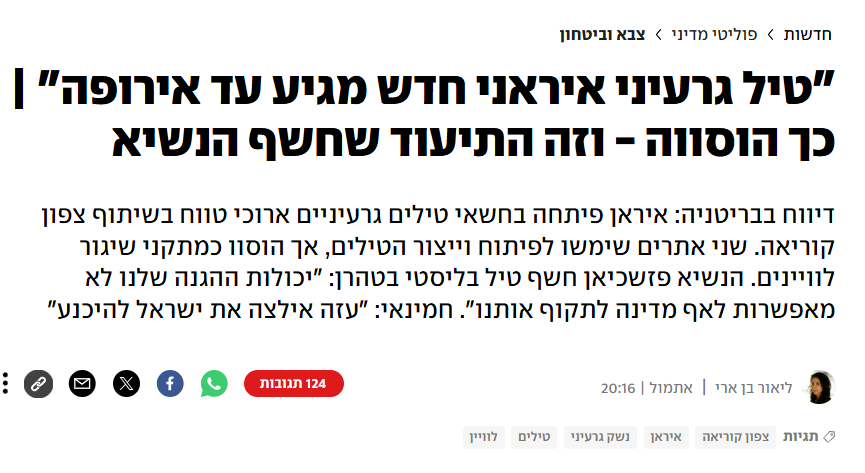 חדשות › פוליטי מדיני › צבא וביטחון
"טיל גרעיני איראני חדש מגיע עד אירופה" |
כך הוסווה - וזה התיעוד שחשף הנשיא
דיווח בבריטניה: איראן פיתחה בחשאי טילים גרעיניים ארוכי טווח בשיתוף צפון
קוריאה. שני אתרים שימשו לפיתוח וייצור הטילים, אך הוסוו כמתקני שיגור
לוויינים. הנשיא פזשכיאן חשף טיל בליסטי בטהרן: "יכולות ההגנה שלנו לא
מאפשרות לאף מדינה לתקוף אותנו". חמינאי: "עזה אילצה את ישראל להיכנע"
ליאור בן ארי | אתמול | 20:16
124 תגובות
תגיות צפון קוריאה איראן נשק גרעיני טילים לוויין